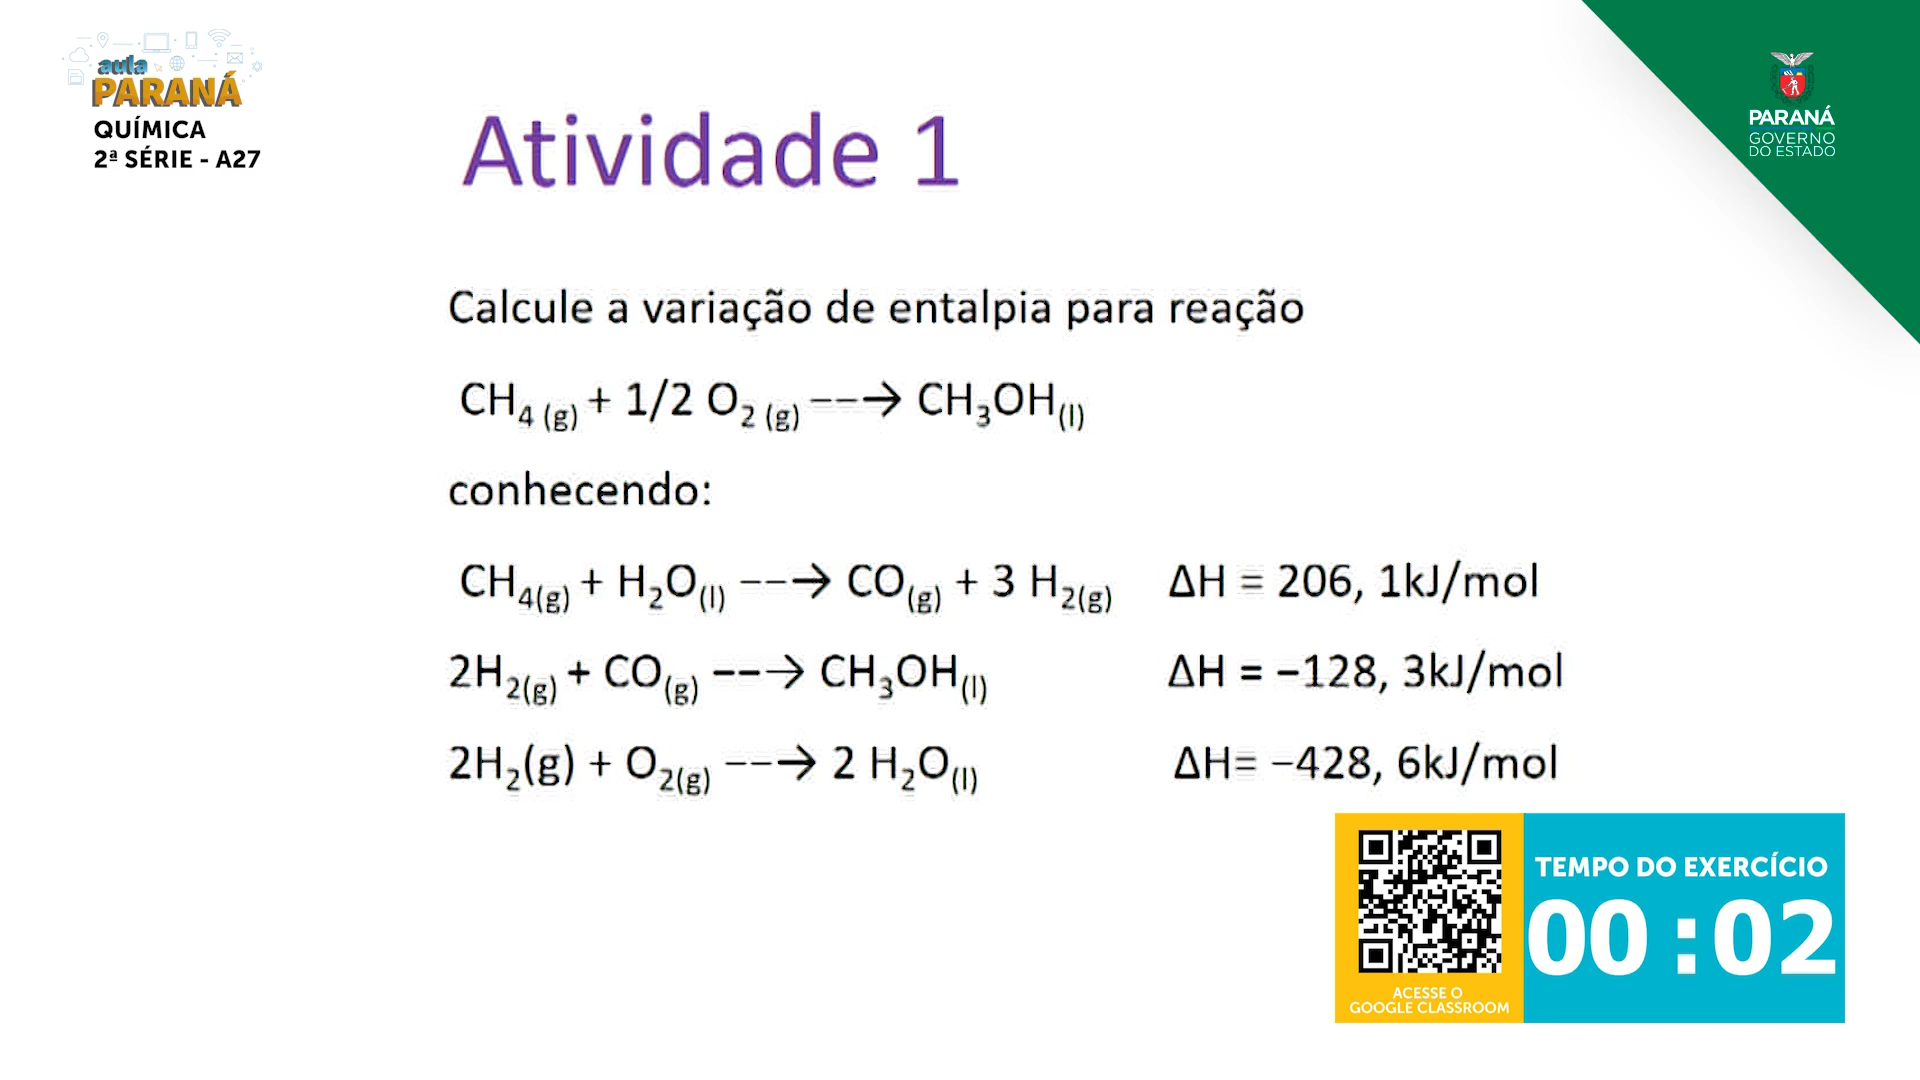 aula
PARANÁ
QUÍMICA
2ª SÉRIE - A27
PARANÁ
GOVERNO
DO ESTADO
Atividade 1
Calcule a variação de entalpia para reação
CH₄ (g) + 1/2 O₂ (g) ---→ CH₃OH(l)
conhecendo:
CH₄(g) + H₂O(l) ---→ CO(g) + 3 H₂(g) ΔH = 206, 1kJ/mol
2H₂(g) + CO(g) ---→ CH₃OH(l) ΔH = −128, 3kJ/mol
2H₂(g) + O₂(g) ---→ 2 H₂O(l) ΔH= −428, 6kJ/mol
TEMPO DO EXERCÍCIO
00 : 02
ACESSE O
GOOGLE CLASSROOM